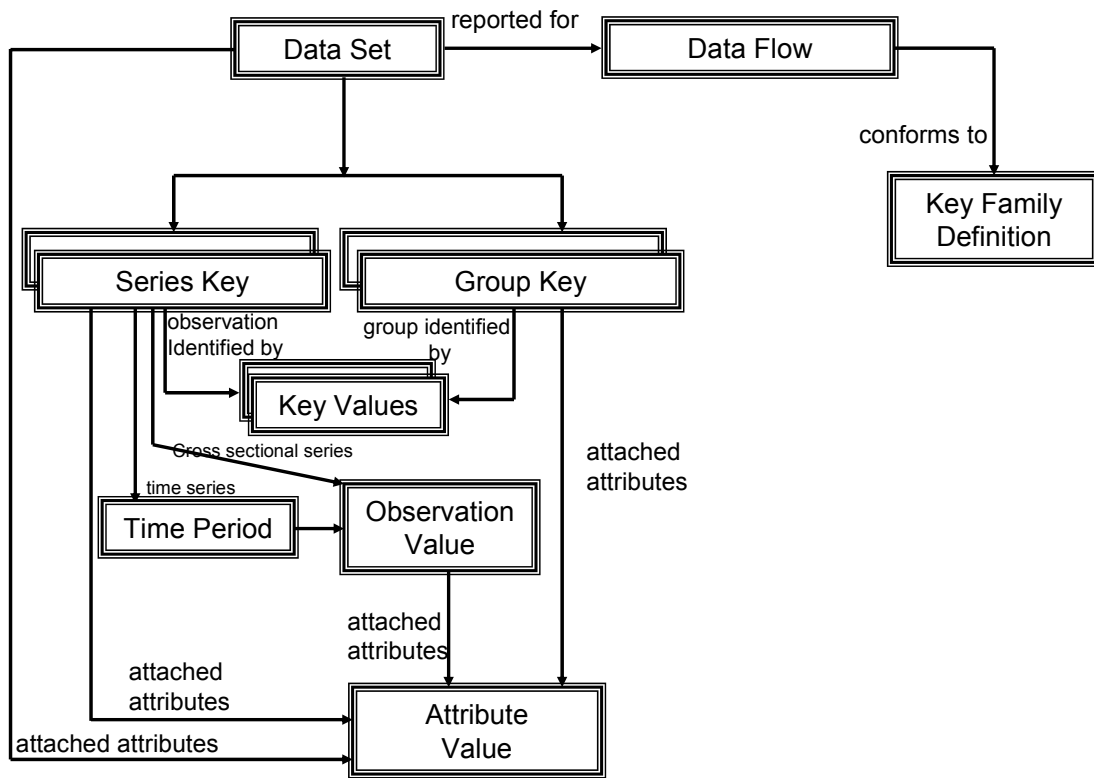 reported for
Data Set
Data Flow
conforms to
Key Family
Definition
Series Key
Group Key
observation
Identified by
group identified
by
Key Values
Cross sectional series
attached
attributes
time series
Time Period
Observation
Value
attached
attributes
attached
attributes
Attribute
Value
attached attributes